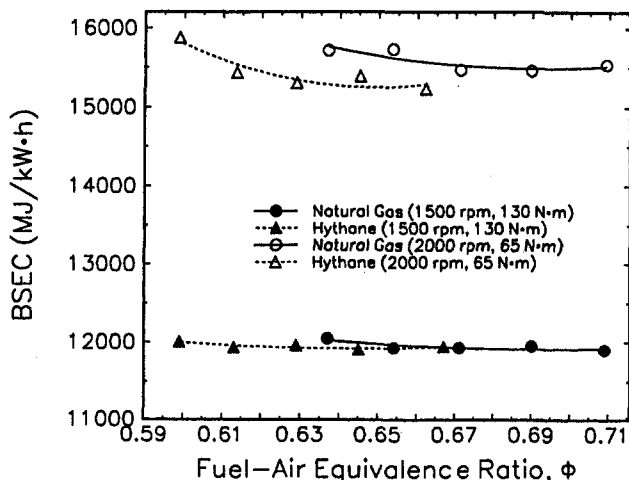 16000
15000
14000
13000
12000
11000
BSEC (MJ/kW•h)
Natural Gas (1500 rpm, 130 N•m)
Hythane (1500 rpm, 130 N•m)
Natural Gas (2000 rpm, 65 N•m)
Hythane (2000 rpm, 65 N•m)
0.59 0.61 0.63 0.65 0.67 0.69 0.71
Fuel-Air Equivalence Ratio, Φ